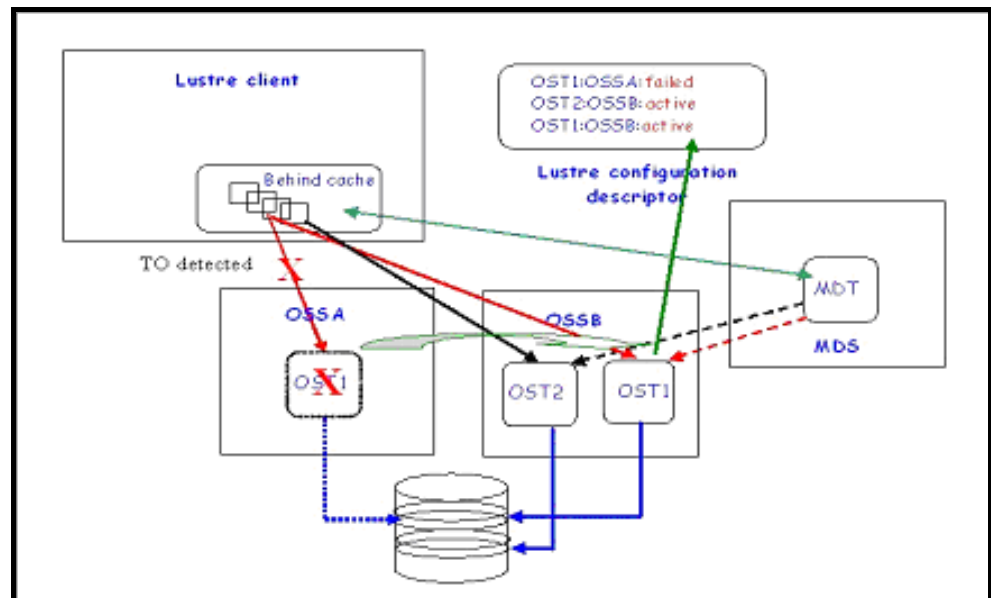 Lustre client
Behind cache
OST1:OSSA:failed
OST2:OSSB:active
OST1:OSSB:active
Lustre configuration
descriptor
TO detected
X
MDT
MDS
OSSA
OST1
X
OSSB
OST2
OST1